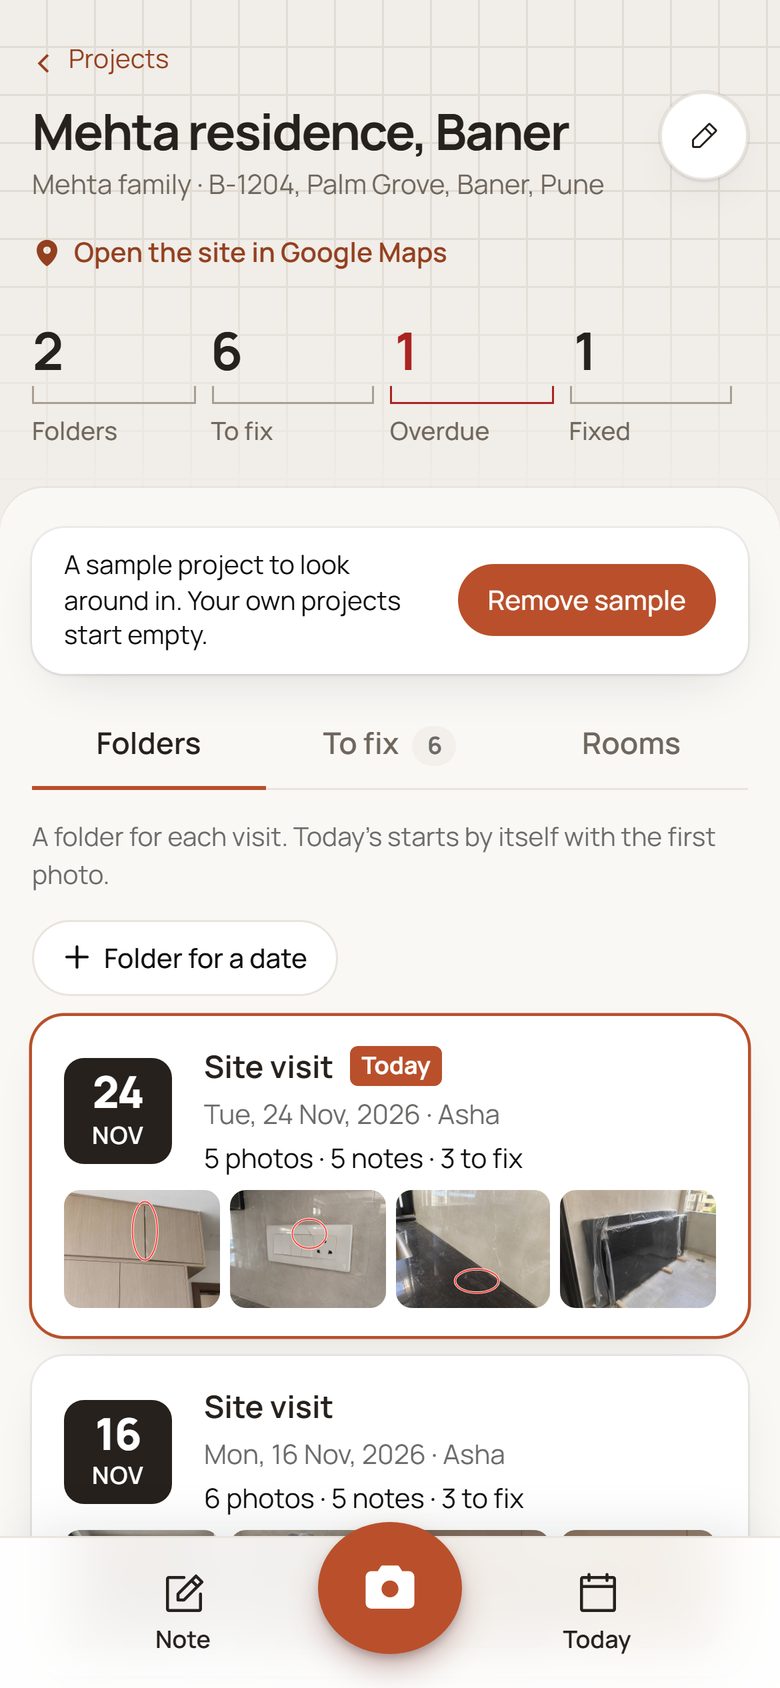 Projects
Mehta residence, Baner
Mehta family · B-1204, Palm Grove, Baner, Pune
Open the site in Google Maps
2 6 1 1
Folders To fix Overdue Fixed
A sample project to look
around in. Your own projects
start empty.
Remove sample
Folders To fix 6 Rooms
A folder for each visit. Today's starts by itself with the first
photo.
+ Folder for a date
24
NOV
Site visit Today
Tue, 24 Nov, 2026 · Asha
5 photos · 5 notes · 3 to fix
16
NOV
Site visit
Mon, 16 Nov, 2026 · Asha
6 photos · 5 notes · 3 to fix
Note Today